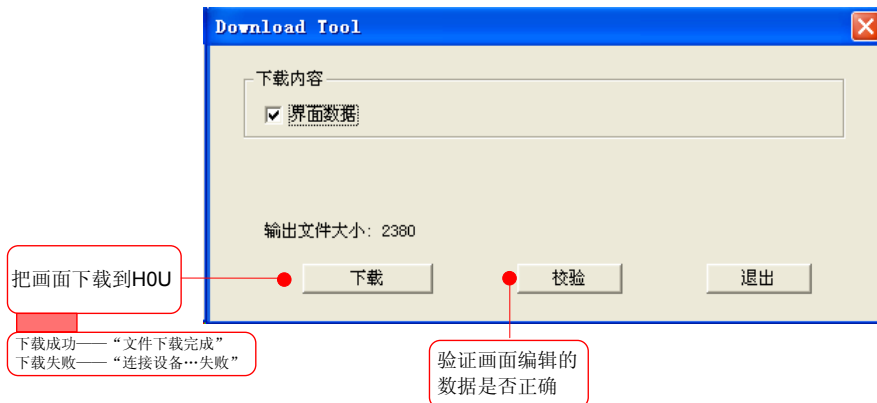 Download Tool
下载内容
界面数据
输出文件大小: 2380
下载
校验
退出
把画面下载到H0U
下载成功——“文件下载完成”
下载失败——“连接设备…失败”
验证画面编辑的
数据是否正确